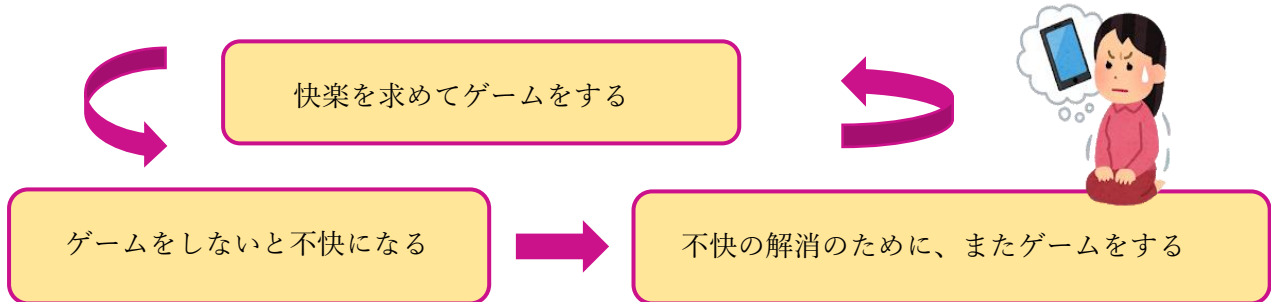 快楽を求めてゲームをする
ゲームをしないと不快になる
不快の解消のために、またゲームをする